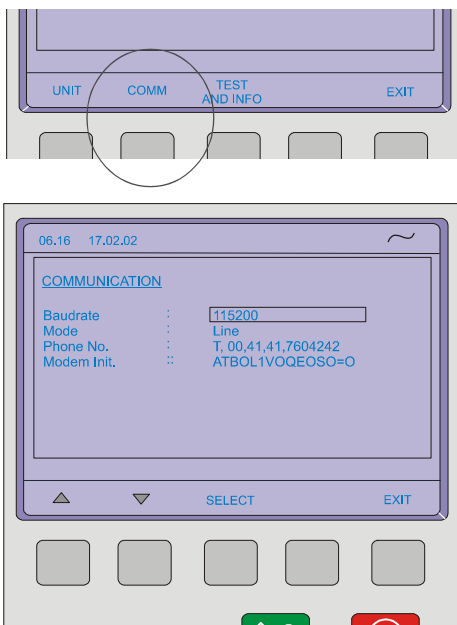 UNIT COMM TEST AND INFO EXIT
06.16 17.02.02
COMMUNICATION
Baudrate : 115200
Mode : Line
Phone No. : T, 00,41,41,7604242
Modem Init. :: ATBOL1VOQEOSO=O
SELECT EXIT